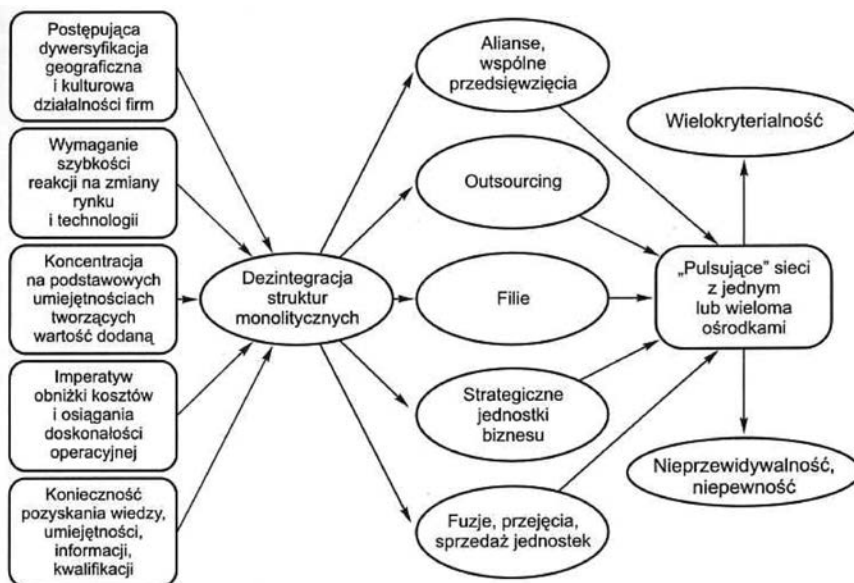 Postępująca
dywersyfikacja
geograficzna
i kulturowa
działalności firm
Wymaganie
szybkości
reakcji na zmiany
rynku
i technologii
Koncentracja
na podstawowych
umiejętnościach
tworzących
wartość dodaną
Imperatyw
obniżki kosztów
i osiągania
doskonałości
operacyjnej
Konieczność
pozyskania wiedzy,
umiejętności,
informacji,
kwalifikacji
Dezintegracja
struktur
monolitycznych
Alianse,
wspólne
przedsięwzięcia
Outsourcing
Filie
Strategiczne
jednostki
biznesu
Fuzje, przejęcia,
sprzedaż jednostek
Wielokryterialność
„Pulsujące” sieci
z jednym
lub wieloma
ośrodkami
Nieprzewidywalność,
niepewność